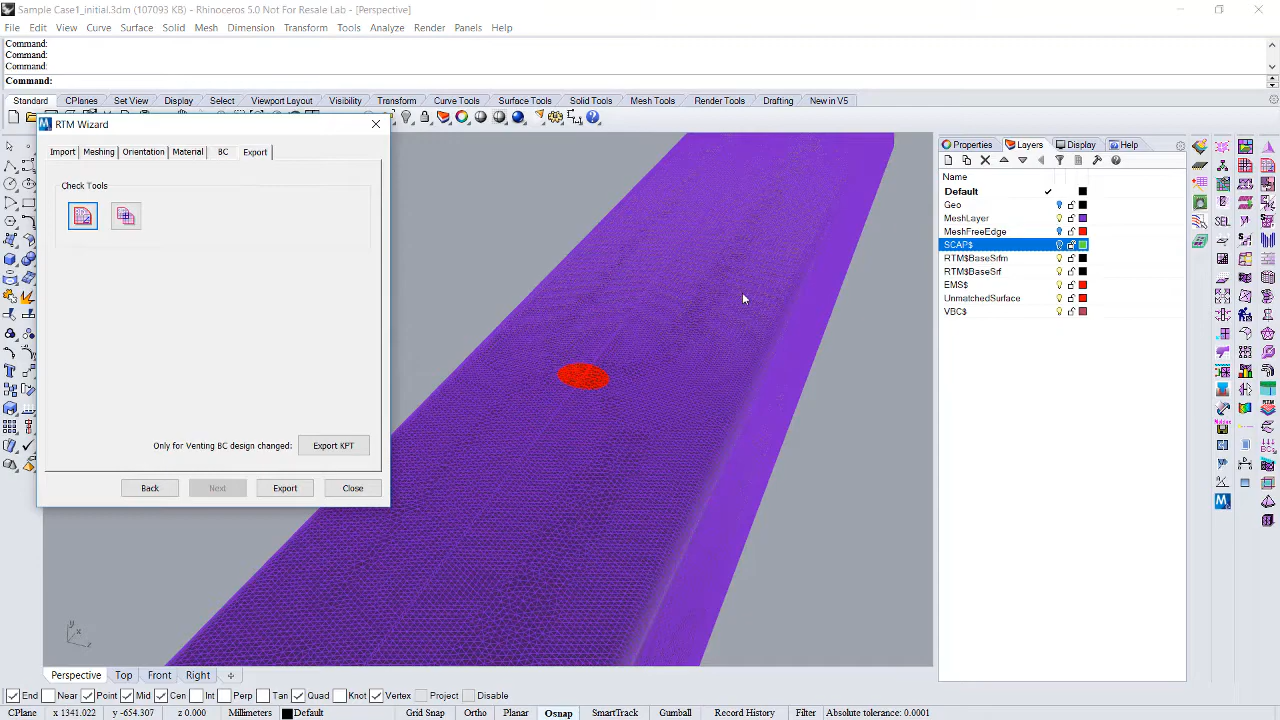 Sample Case1_initial.3dm (107093 KB) - Rhinoceros 5.0 Not For Resale Lab - [Perspective]
File Edit View Curve Surface Solid Mesh Dimension Transform Tools Analyze Render Panels Help
Command:
Command:
Command:
Command:
Standard CPlanes Set View Display Select Viewport Layout Visibility Transform Curve Tools Surface Tools Solid Tools Mesh Tools Render Tools Drafting New in V5
RTM Wizard
Import Meshing Orientation Material BC Export
Check Tools
Only for Venting BC design changed: Export KPT
Back Next Export Close
Properties Layers Display Help
Name
Default
Geo
MeshLayer
MeshFreeEdge
SCAP$
RTM$BaseSrfm
RTM$BaseSrf
EMS$
UnmatchedSurface
VBC$
SEL
y
x
z
Perspective Top Front Right
End Near Point Mid Cen Int Perp Tan Quad Knot Vertex Project Disable
CPlane x 1341.022 y -654.307 z 0.000 Millimeters Default Grid Snap Ortho Planar Osnap SmartTrack Gumball Record History Filter Absolute tolerance: 0.0001